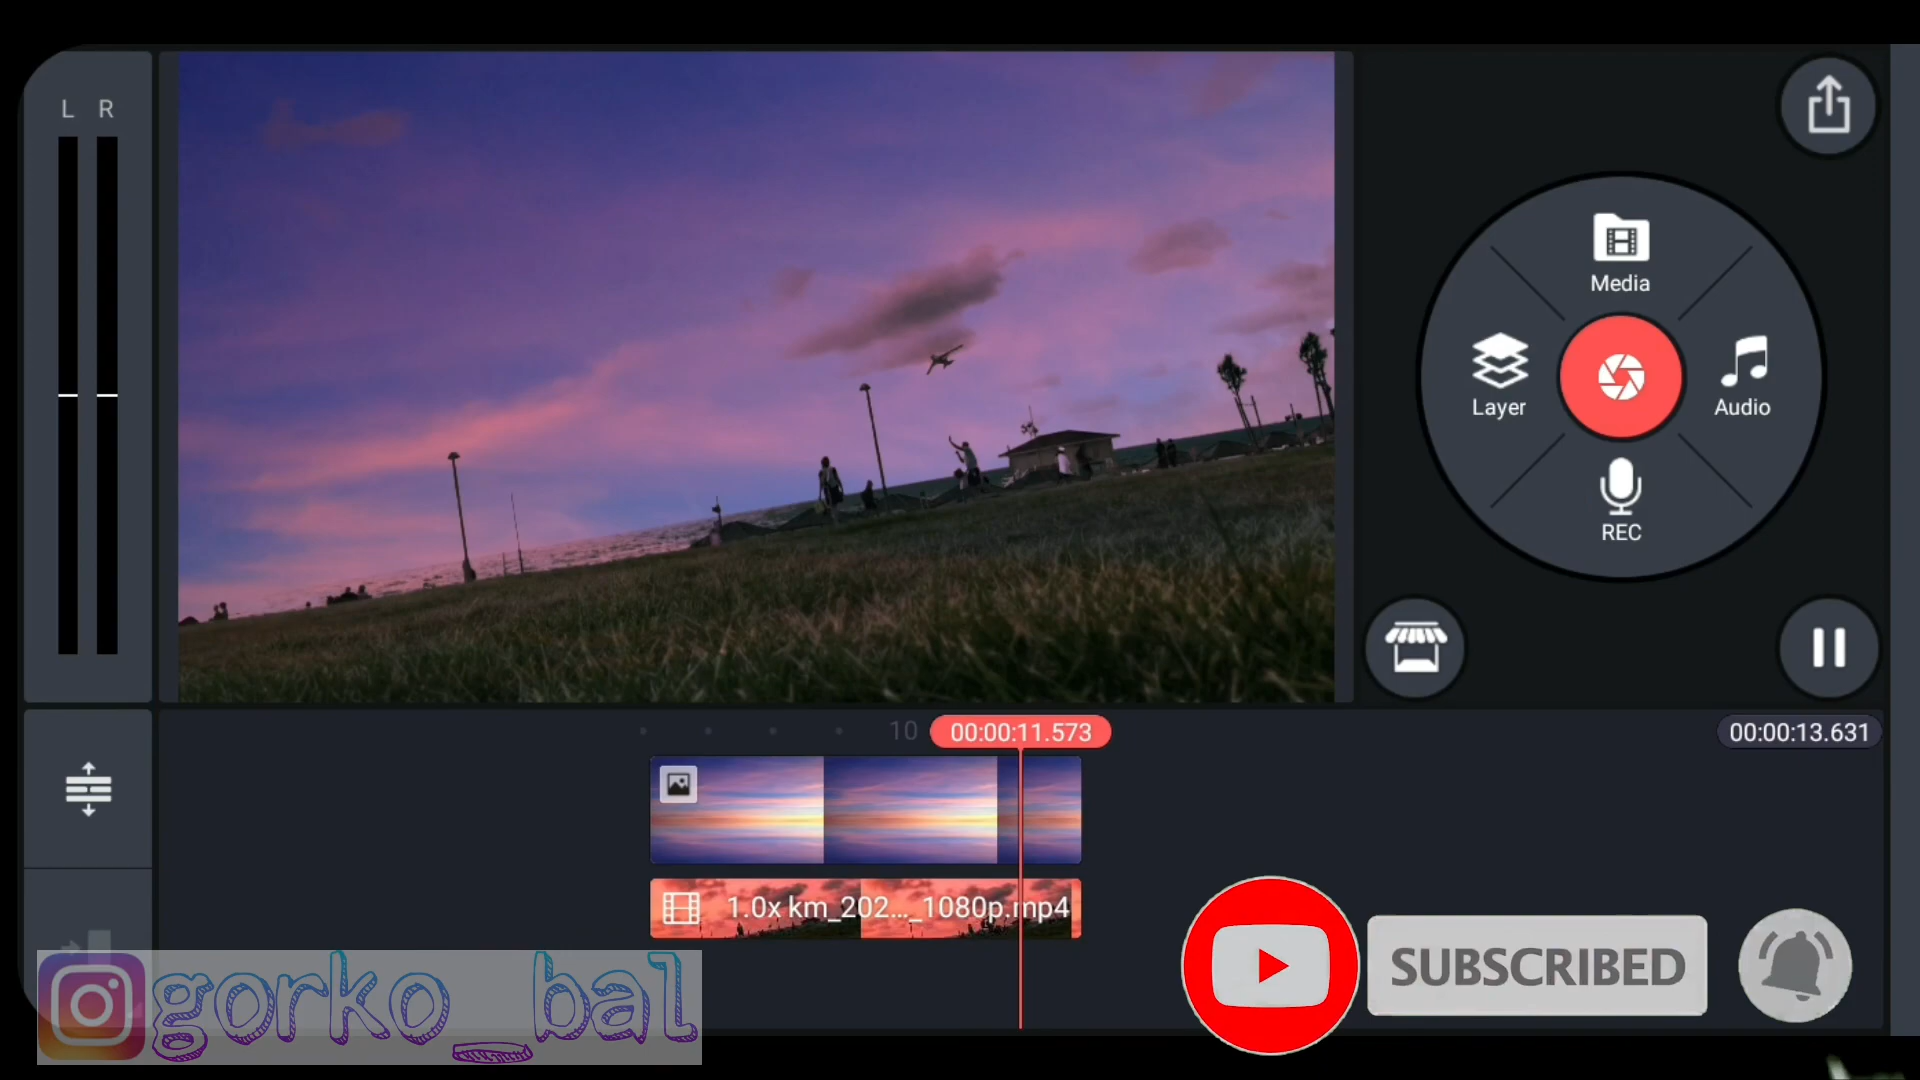 L R
Media
Layer
Audio
REC
10
00:00:11.573
00:00:13.631
1.0x km_202..._1080p.mp4
SUBSCRIBED
gorko_bal